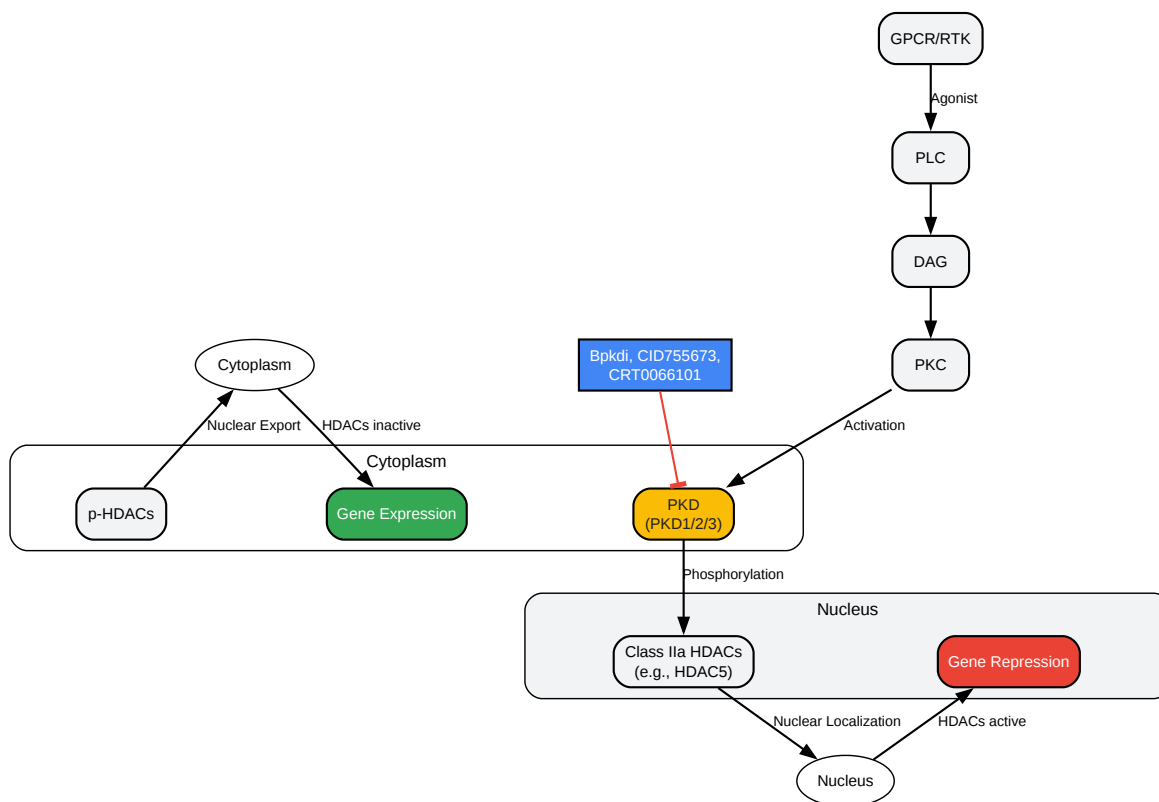 GPCR/RTK
Agonist
PLC
DAG
Cytoplasm
Bpkdi, CID755673,
CRT0066101
PKC
Nuclear Export
HDACs inactive
Activation
Cytoplasm
p-HDACs
Gene Expression
PKD
(PKD1/2/3)
Phosphorylation
Nucleus
Class IIa HDACs
(e.g., HDAC5)
Gene Repression
Nuclear Localization
HDACs active
Nucleus